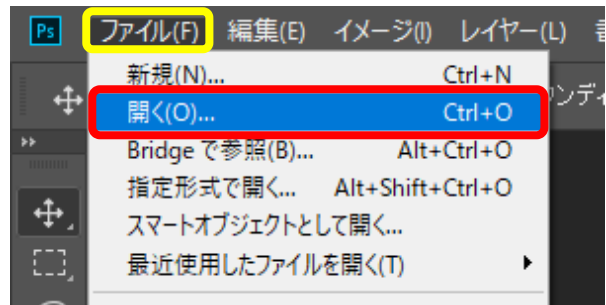 Ps ファイル(F) 編集(E) イメージ(I) レイヤー(L)
新規(N)... Ctrl+N
開く(O)... Ctrl+O
Bridge で参照(B)... Alt+Ctrl+O
指定形式で開く... Alt+Shift+Ctrl+O
スマートオブジェクトとして開く...
最近使用したファイルを開く(T)